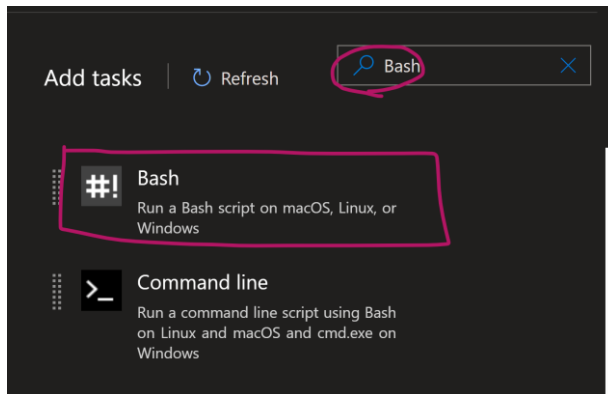 Add tasks
Refresh
Bash
#!
Bash
Run a Bash script on macOS, Linux, or
Windows
>_
Command line
Run a command line script using Bash
on Linux and macOS and cmd.exe on
Windows